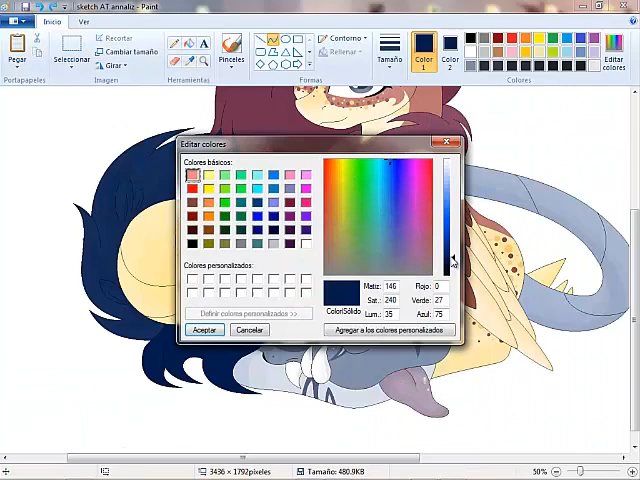 sketch AT annaliz - Paint
Inicio
Ver
Pegar
Portapapeles
Seleccionar
Recortar
Cambiar tamaño
Girar
Imagen
A
Herramientas
Pinceles
Contorno
Rellenar
Formas
Tamaño
Color
1
Color
2
Editar
colores
Colores
Editar colores
Colores básicos:
Colores personalizados:
Definir colores personalizados >>
Aceptar
Cancelar
Color|Sólido
Matiz: 146
Sat.: 240
Lum.: 35
Rojo: 0
Verde: 27
Azul: 75
Agregar a los colores personalizados
3436 × 1792píxeles
Tamaño: 480.9KB
50%